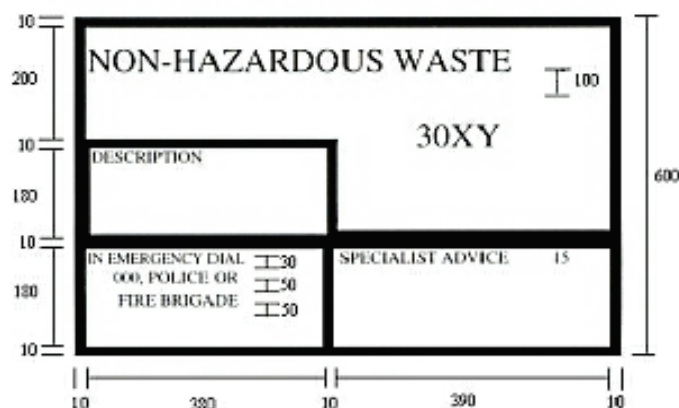 10
NON-HAZARDOUS WASTE
200
100
30XY
10
DESCRIPTION
600
180
10
IN EMERGENCY DIAL 30
SPECIALIST ADVICE 15
000, POLICE OR 50
180
FIRE BRIGADE 50
10
10 10 390 10